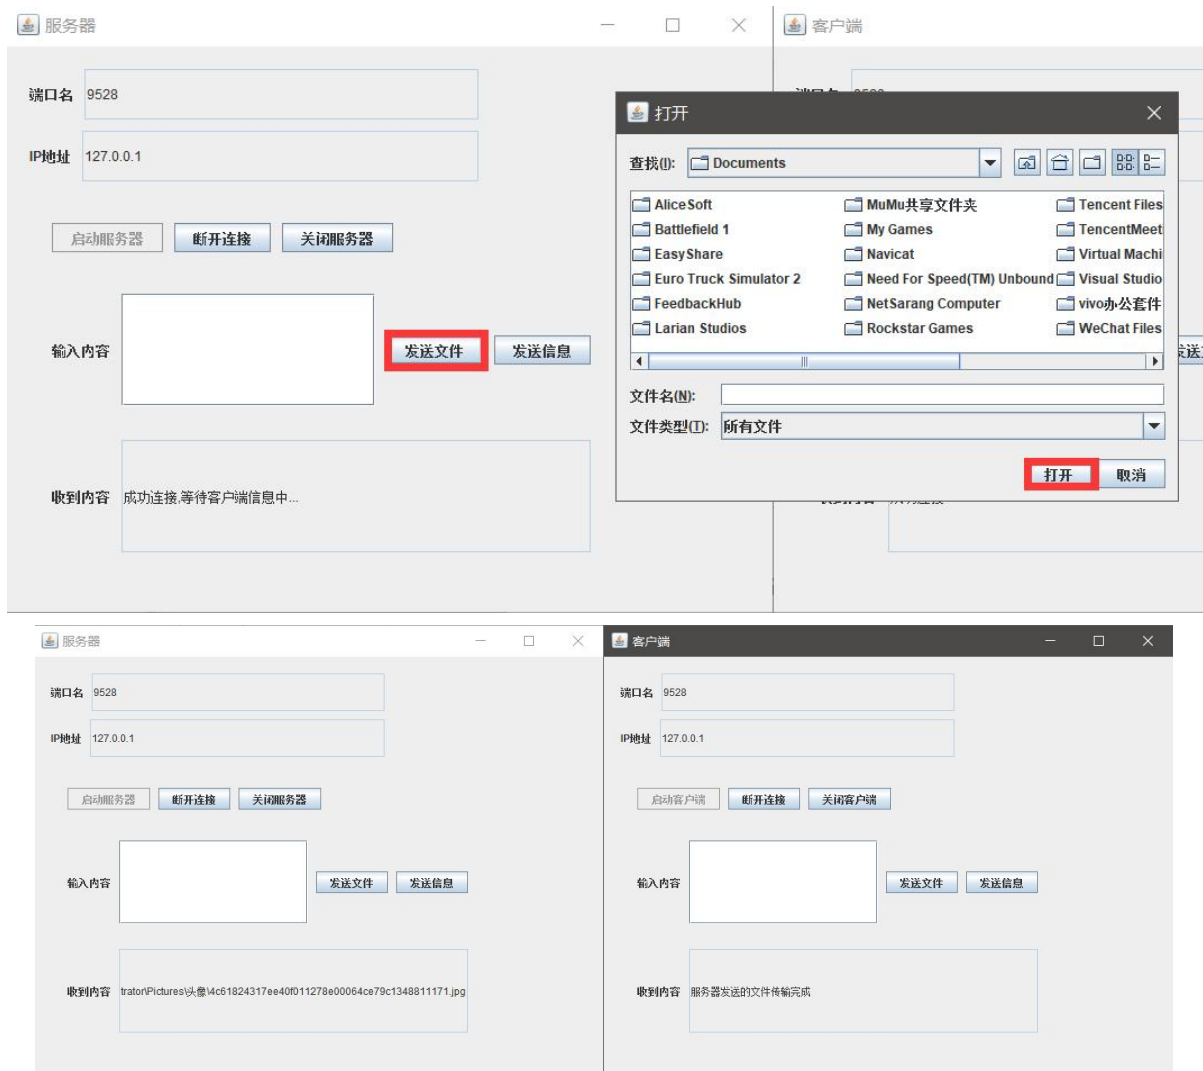 服务器
客户端
端口名 9528
IP地址 127.0.0.1
启动服务器 断开连接 关闭服务器
输入内容 发送文件 发送信息
收到内容 成功连接,等待客户端信息中...
打开
查找(I): Documents
AliceSoft MuMu共享文件夹 Tencent Files
Battlefield 1 My Games TencentMeet
EasyShare Navicat Virtual Machi
Euro Truck Simulator 2 Need For Speed(TM) Unbound Visual Studio
FeedbackHub NetSarang Computer vivo办公套件
Larian Studios Rockstar Games WeChat Files
文件名(N):
文件类型(T): 所有文件
打开 取消
服务器
端口名 9528
IP地址 127.0.0.1
启动服务器 断开连接 关闭服务器
输入内容 发送文件 发送信息
收到内容 trator\Pictures\头像\4c61824317ee40f011278e00064ce79c1348811171.jpg
客户端
端口名 9528
IP地址 127.0.0.1
启动客户端 断开连接 关闭客户端
输入内容 发送文件 发送信息
收到内容 服务器发送的文件传输完成